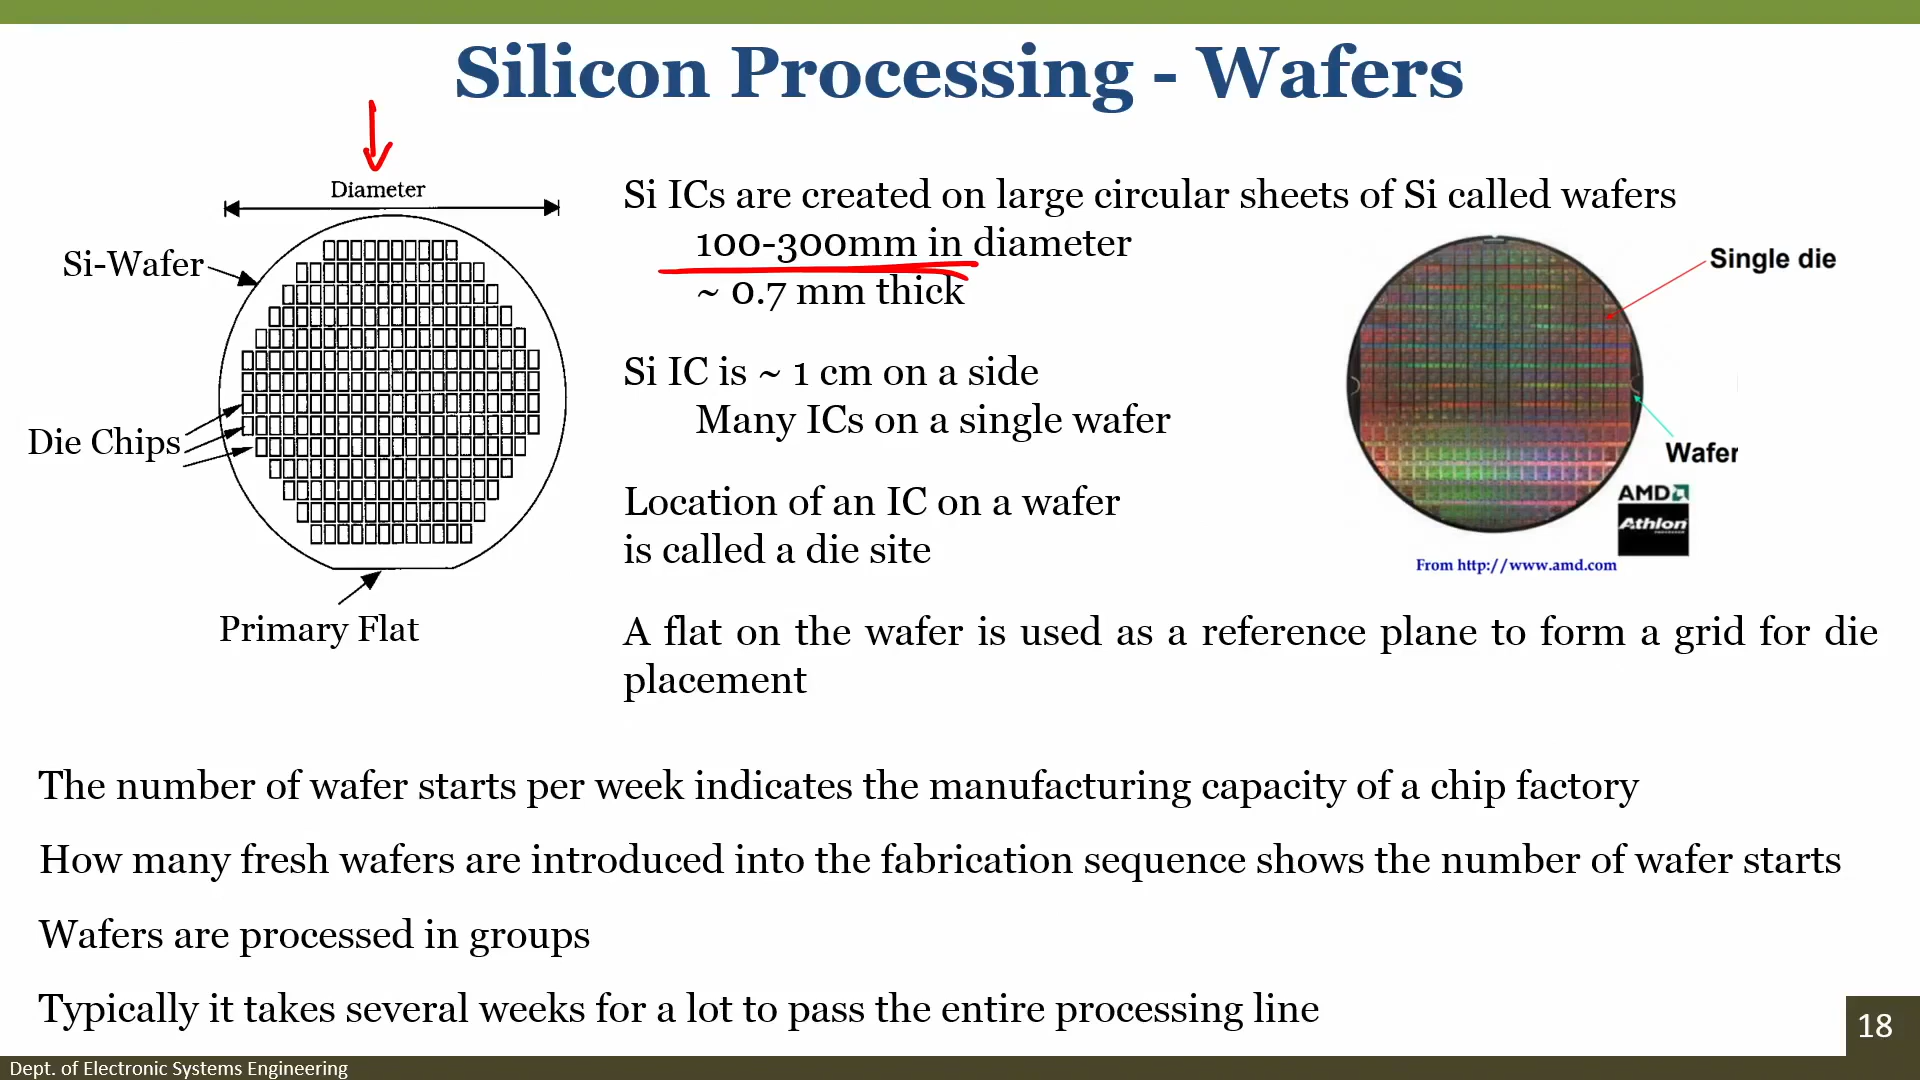 Silicon Processing - Wafers
Diameter
Si-Wafer
Die Chips
Primary Flat
Si ICs are created on large circular sheets of Si called wafers
100-300mm in diameter
~ 0.7 mm thick
Si IC is ~ 1 cm on a side
Many ICs on a single wafer
Location of an IC on a wafer
is called a die site
A flat on the wafer is used as a reference plane to form a grid for die
placement
Single die
Wafer
AMD
Athlon
From http://www.amd.com
The number of wafer starts per week indicates the manufacturing capacity of a chip factory
How many fresh wafers are introduced into the fabrication sequence shows the number of wafer starts
Wafers are processed in groups
Typically it takes several weeks for a lot to pass the entire processing line
18
Dept. of Electronic Systems Engineering